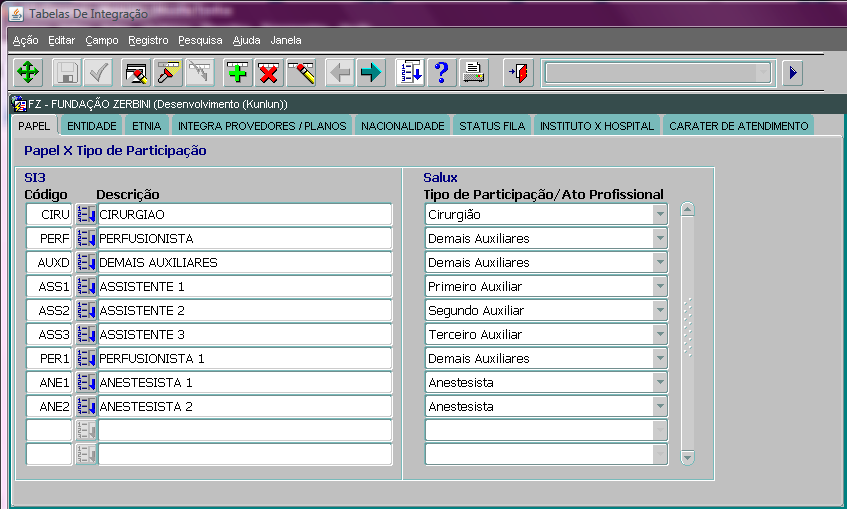 Tabelas De Integração
Ação Editar Campo Registro Pesquisa Ajuda Janela
FZ - FUNDAÇÃO ZERBINI (Desenvolvimento (Kunlun))
PAPEL ENTIDADE ETNIA INTEGRA PROVEDORES / PLANOS NACIONALIDADE STATUS FILA INSTITUTO X HOSPITAL CARATER DE ATENDIMENTO
Papel X Tipo de Participação
SI3 Salux
Código Descrição Tipo de Participação/Ato Profissional
CIRU CIRURGIAO Cirurgião
PERF PERFUSIONISTA Demais Auxiliares
AUXD DEMAIS AUXILIARES Demais Auxiliares
ASS1 ASSISTENTE 1 Primeiro Auxiliar
ASS2 ASSISTENTE 2 Segundo Auxiliar
ASS3 ASSISTENTE 3 Terceiro Auxiliar
PER1 PERFUSIONISTA 1 Demais Auxiliares
ANE1 ANESTESISTA 1 Anestesista
ANE2 ANESTESISTA 2 Anestesista